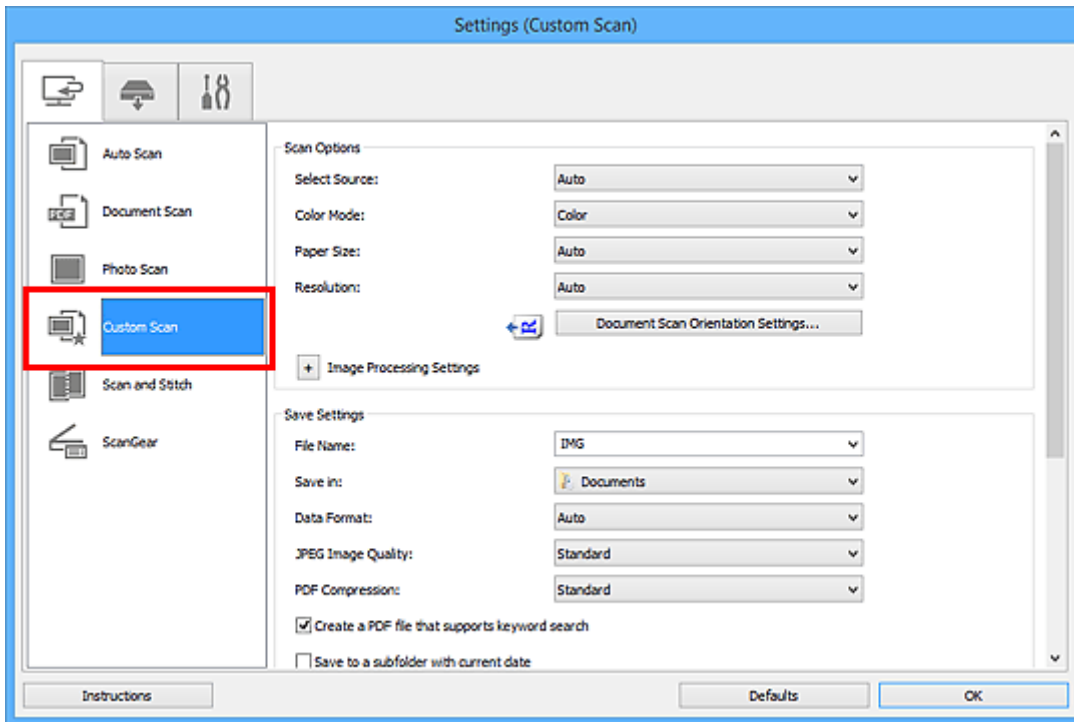 Settings (Custom Scan)
Auto Scan
PDF
Document Scan
Photo Scan
Custom Scan
Scan and Stitch
ScanGear
Scan Options
Select Source: Auto
Color Mode: Color
Paper Size: Auto
Resolution: Auto
R Document Scan Orientation Settings...
+ Image Processing Settings
Save Settings
File Name: IMG
Save in: Documents
Data Format: Auto
JPEG Image Quality: Standard
PDF Compression: Standard
Create a PDF file that supports keyword search
Save to a subfolder with current date
Instructions Defaults OK